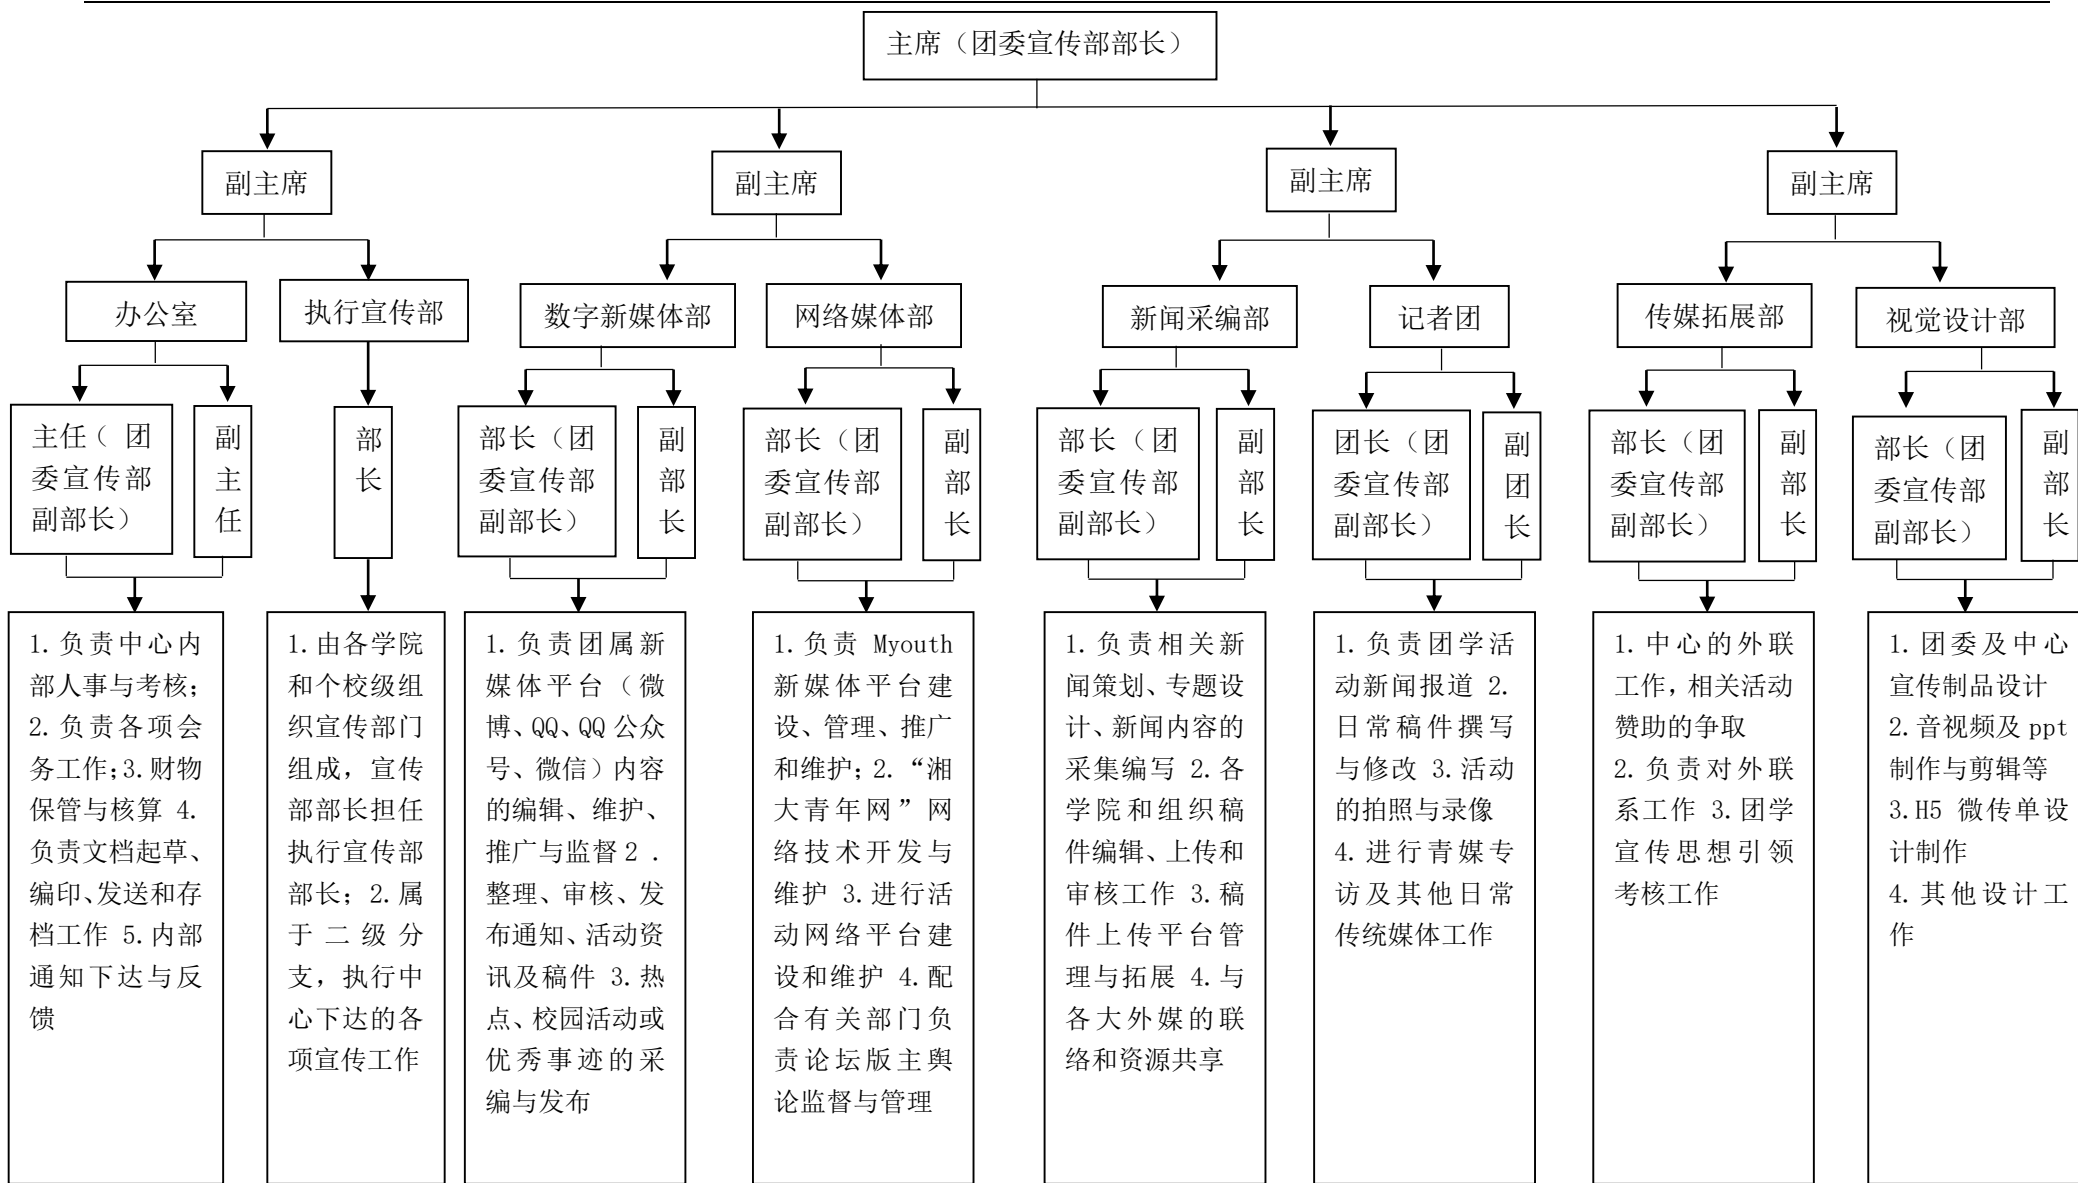 主席（团委宣传部部长）
副主席
副主席
副主席
副主席
办公室
执行宣传部
数字新媒体部
网络媒体部
新闻采编部
记者团
传媒拓展部
视觉设计部
主任（ 团
委宣传部
副部长）
副
主
任
部
长
部长（团
委宣传部
副部长）
副
部
长
部长（团
委宣传部
副部长）
副
部
长
部长（团
委宣传部
副部长）
副
部
长
团长（团
委宣传部
副部长）
副
团
长
部长（团
委宣传部
副部长）
副
部
长
部长（团
委宣传部
副部长）
副
部
长
1.负责中心内
部人事与考核；
2.负责各项会
务工作；3.财物
保管与核算 4.
负责文档起草、
编印、发送和存
档工作 5.内部
通知下达与反
馈
1.由各学院
和个校级组
织宣传部门
组成，宣传
部部长担任
执行宣传部
部长；2.属
于二级分
支，执行中
心下达的各
项宣传工作
1.负责团属新
媒体平台（微
博、QQ、QQ公众
号、微信）内容
的编辑、维护、
推广与监督2．
整理、审核、发
布通知、活动资
讯及稿件 3.热
点、校园活动或
优秀事迹的采
编与发布
1.负责 Myouth
新媒体平台建
设、管理、推广
和维护；2.“湘
大青年网”网
络技术开发与
维护 3.进行活
动网络平台建
设和维护 4.配
合有关部门负
责论坛版主舆
论监督与管理
1.负责相关新
闻策划、专题设
计、新闻内容的
采集编写 2.各
学院和组织稿
件编辑、上传和
审核工作 3.稿
件上传平台管
理与拓展 4.与
各大外媒的联
络和资源共享
1.负责团学活
动新闻报道 2.
日常稿件撰写
与修改 3.活动
的拍照与录像
4.进行青媒专
访及其他日常
传统媒体工作
1.中心的外联
工作，相关活动
赞助的争取
2.负责对外联
系工作 3.团学
宣传思想引领
考核工作
1.团委及中心
宣传制品设计
2.音视频及ppt
制作与剪辑等
3.H5 微传单设
计制作
4.其他设计工
作